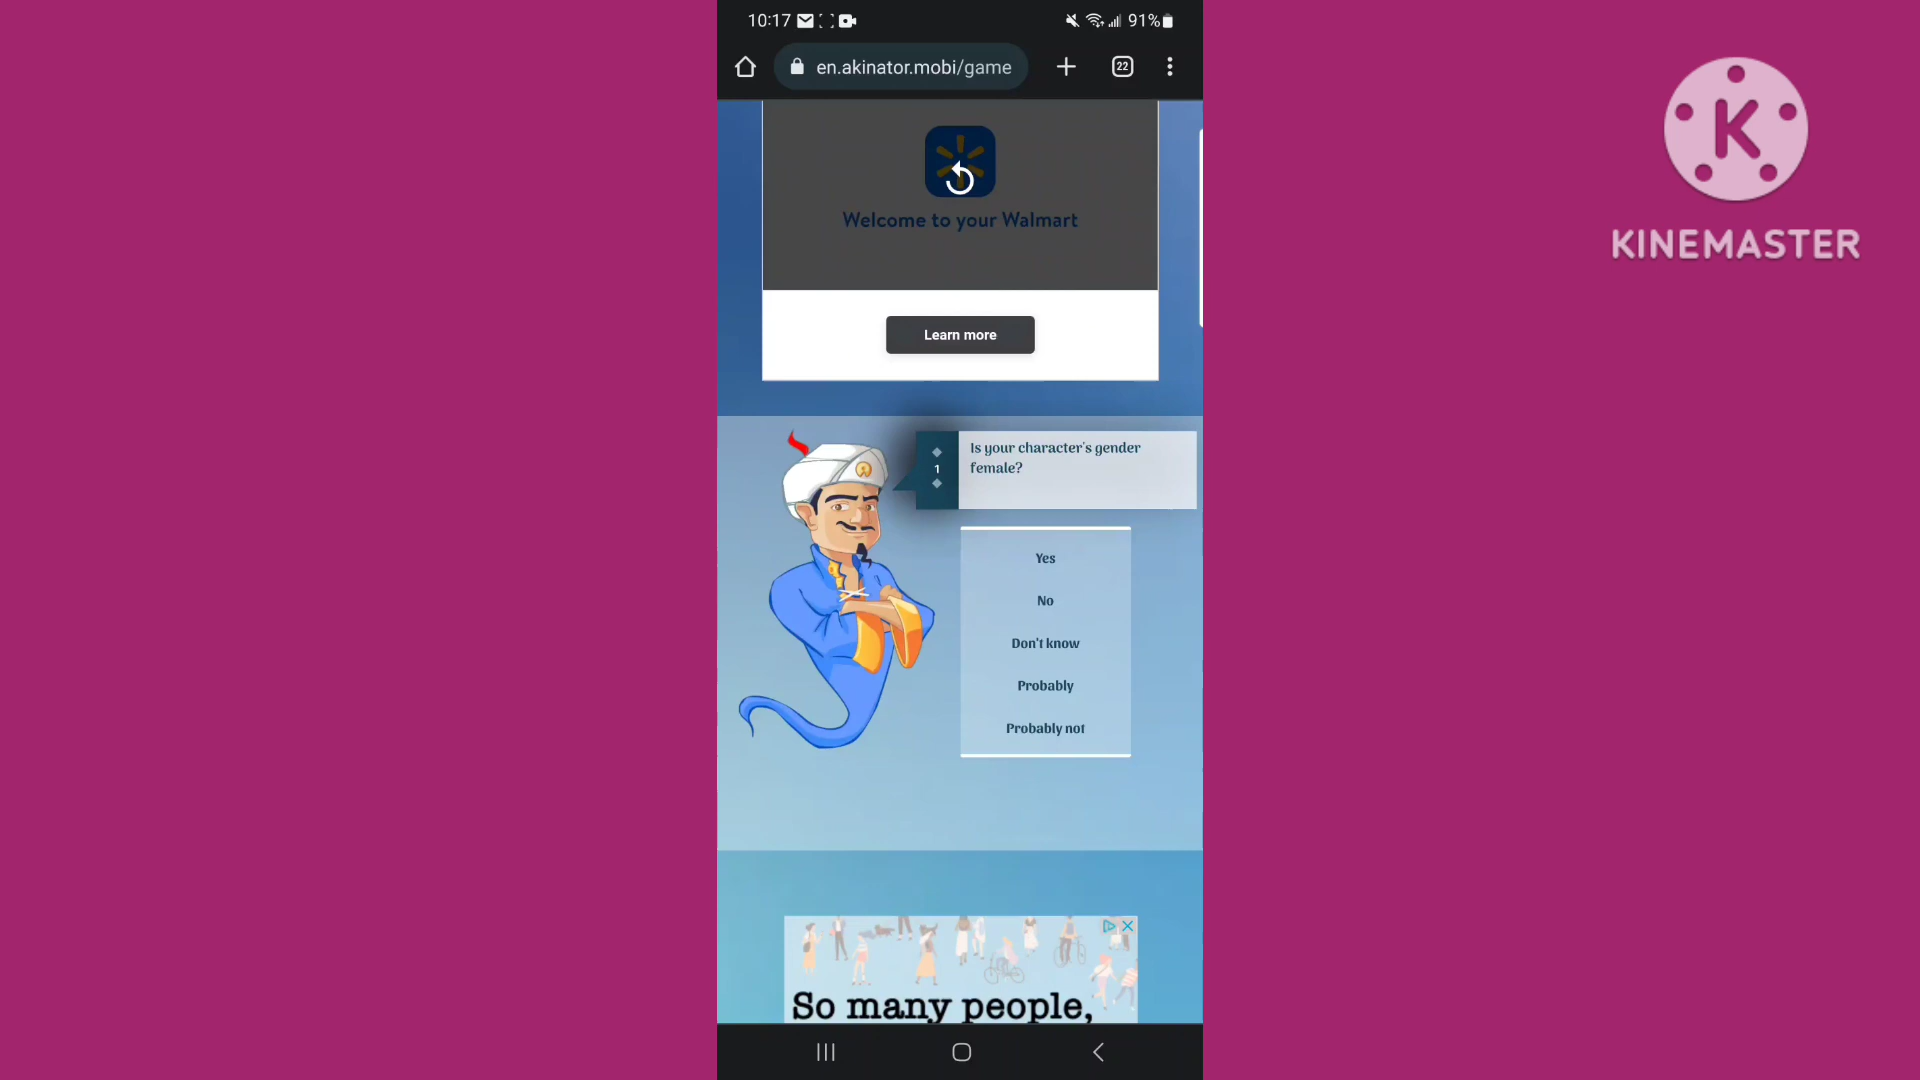 10:17
91%
en.akinator.mobi/game
22
K
KINEMASTER
Welcome to your Walmart
Learn more
1
Is your character's gender
female?
Yes
No
Don't know
Probably
Probably not
So many people,